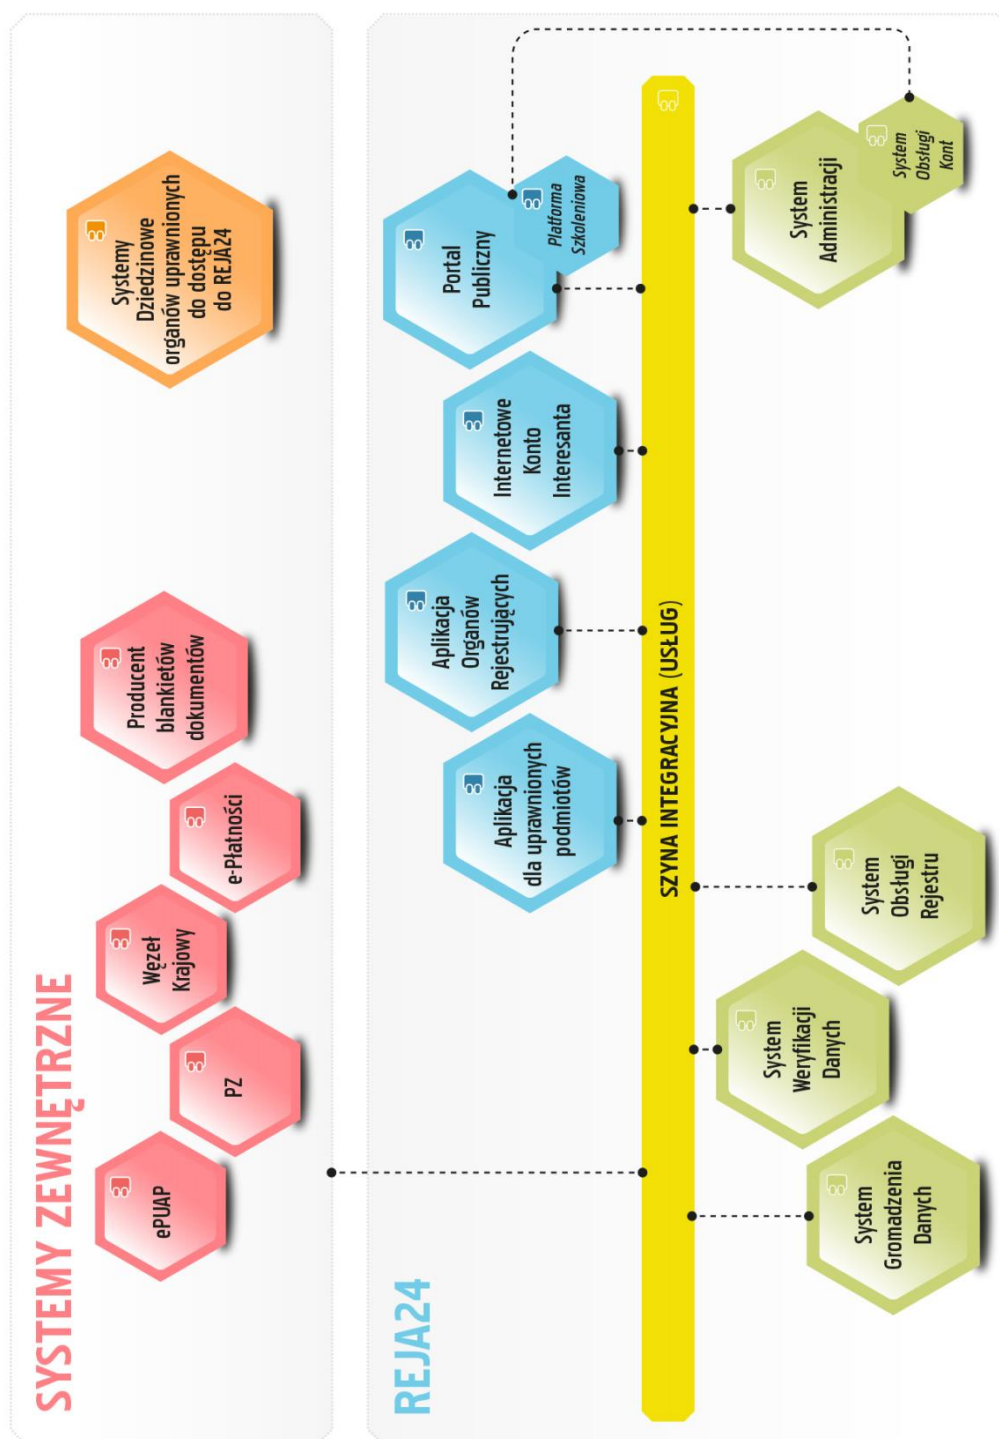 SYSTEMY ZEWNĘTRZNE
ePUAP
PZ
Węzeł
Krajowy
e-Płatności
Producent
blankietów
dokumentów
Systemy
Dziedzinowe
organów uprawnionych
do dostępu
do REJA24
REJA24
Aplikacja
dla uprawnionych
podmiotów
Aplikacja
Organów
Rejestrujących
Internetowe
Konto
Interesanta
Portal
Publiczny
Platforma
Szkoleniowa
SZYNA INTEGRACYJNA (USŁUG)
System
Gromadzenia
Danych
System
Weryfikacji
Danych
System
Obsługi
Rejestru
System
Administracji
System
Obsługi
Kont